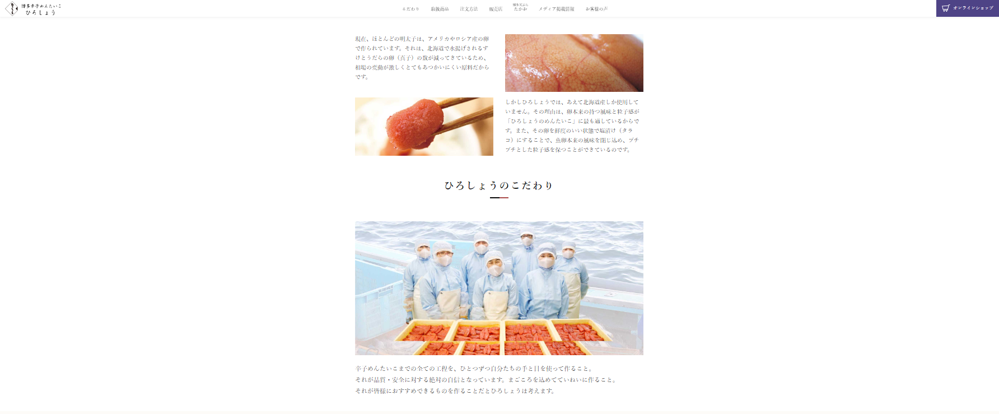 博多辛子めんたいこ
ひろしょう
こだわり
取扱商品
注文方法
販売店
博多天ぷら
たかお
メディア掲載情報
お客様の声
オンラインショップ
現在、ほとんどの明太子は、アメリカやロシア産の卵
で作られています。それは、北海道で水揚げされるす
けとうだらの卵（真子）の数が減ってきているため、
相場の変動が激しくとてもあつかいにくい原料だから
です。
しかしひろしょうでは、あえて北海道産しか使用して
いません。その理由は、卵本来の持つ風味と粒子感が
「ひろしょうのめんたいこ」に最も適しているからで
す。また、その卵を鮮度のいい状態で塩漬け（タラ
コ）にすることで、魚卵本来の風味を閉じ込め、プチ
プチとした粒子感を保つことができているのです。
ひろしょうのこだわり
辛子めんたいこまでの全ての工程を、ひとつずつ自分たちの手と目を使って作ること。
それが品質・安全に対する絶対の自信となっています。まごころを込めてていねいに作ること。
それが皆様におすすめできるものを作ることだとひろしょうは考えます。